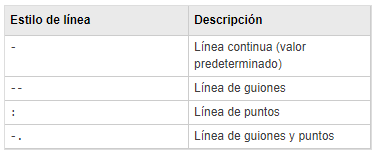 Estilo de línea Descripción
- Línea continua (valor
predeterminado)
-- Línea de guiones
: Línea de puntos
-. Línea de guiones y puntos